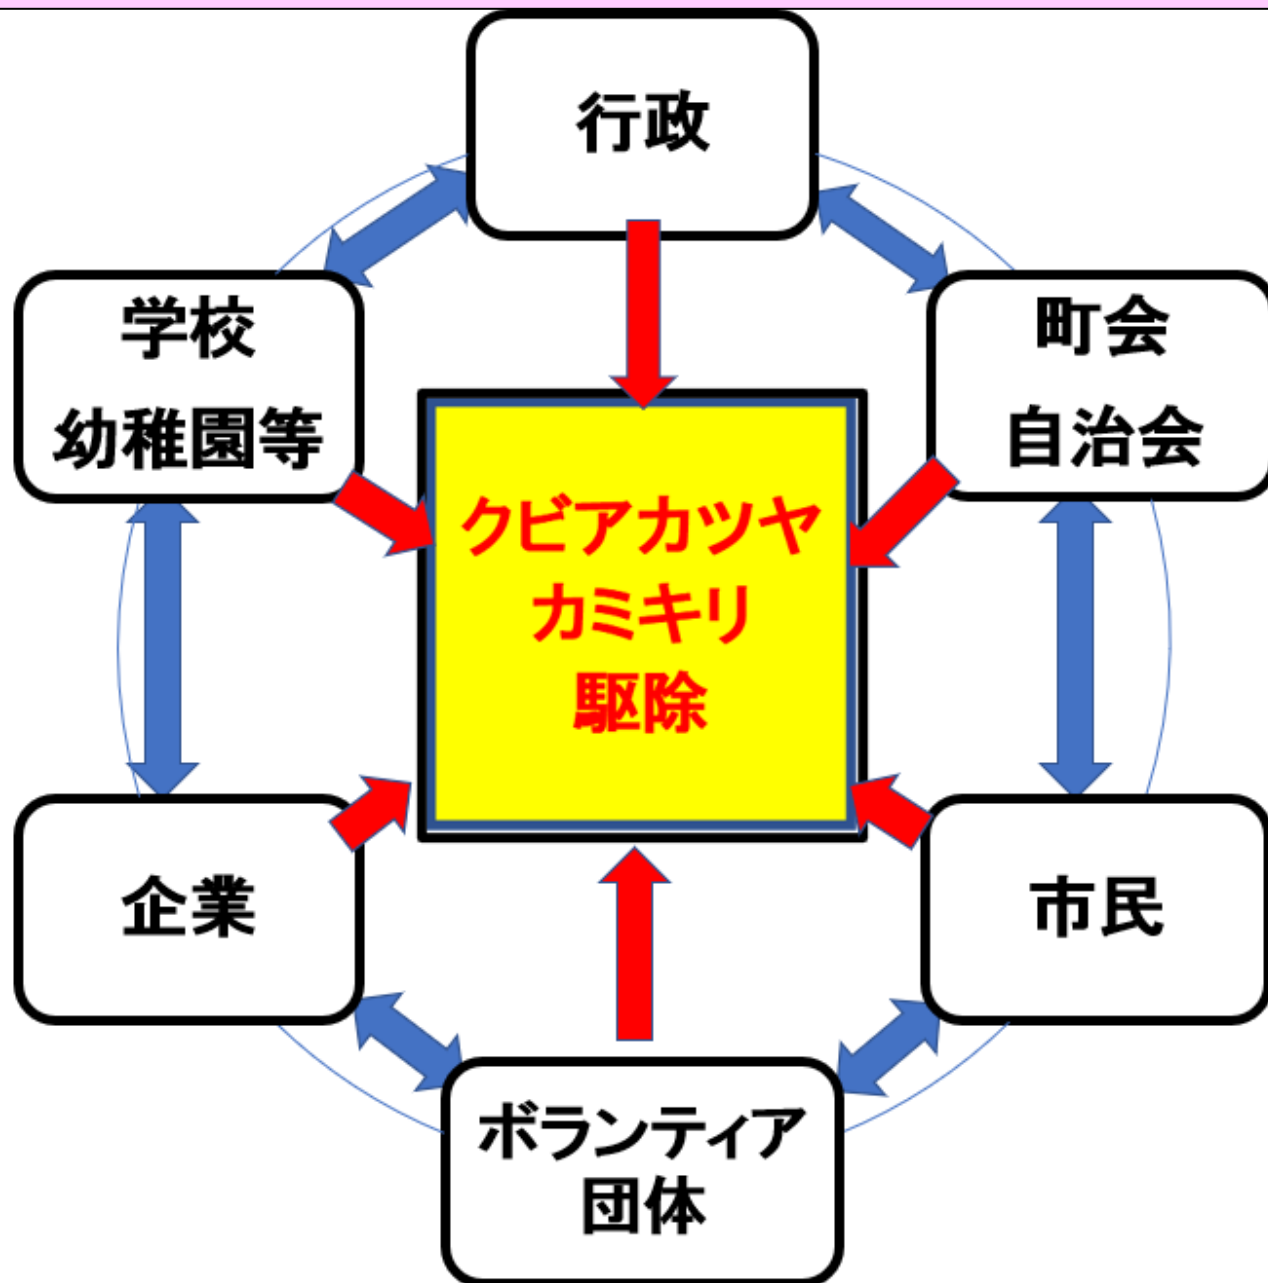 行政
学校
幼稚園等
町会
自治会
クビアカツヤ
カミキリ
駆除
企業
市民
ボランティア
団体